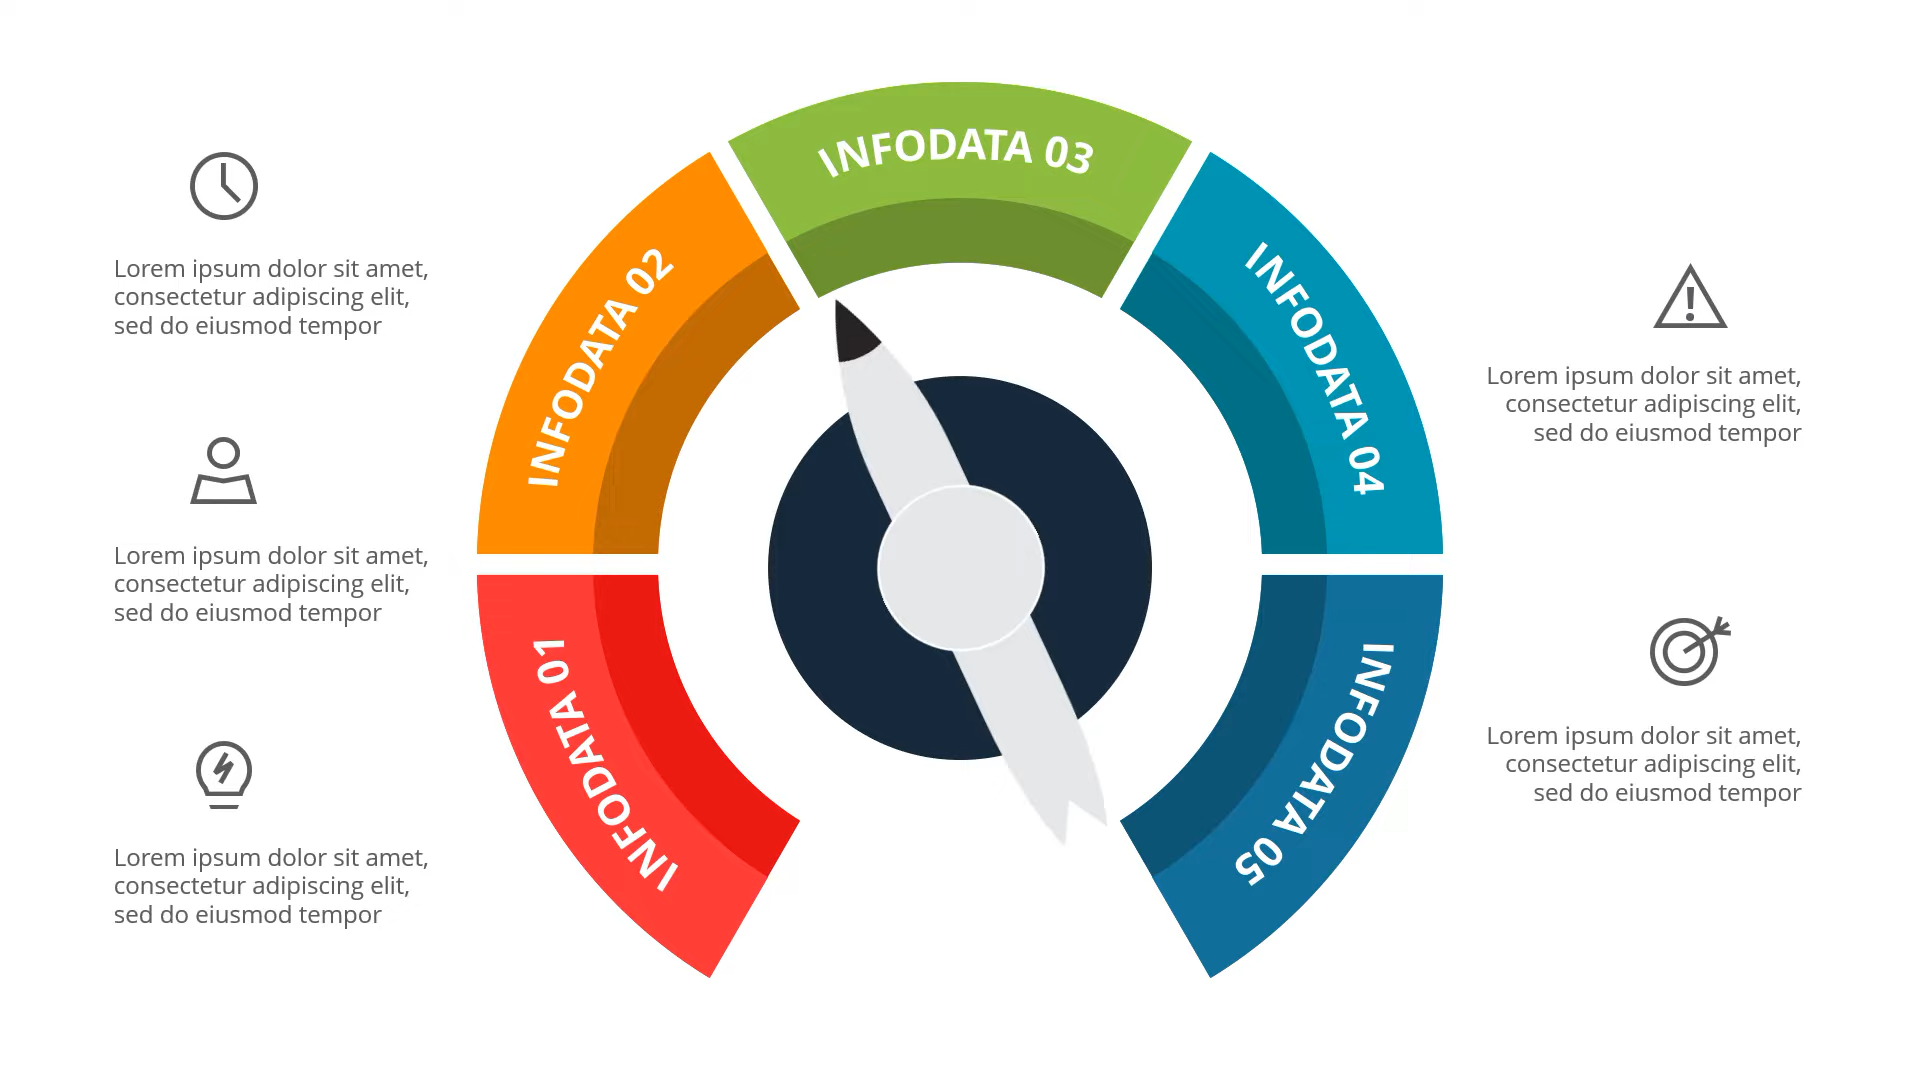 INFODATA 01
INFODATA 02
INFODATA 03
INFODATA 04
INFODATA 05
Lorem ipsum dolor sit amet,
consectetur adipiscing elit,
sed do eiusmod tempor
Lorem ipsum dolor sit amet,
consectetur adipiscing elit,
sed do eiusmod tempor
Lorem ipsum dolor sit amet,
consectetur adipiscing elit,
sed do eiusmod tempor
Lorem ipsum dolor sit amet,
consectetur adipiscing elit,
sed do eiusmod tempor
Lorem ipsum dolor sit amet,
consectetur adipiscing elit,
sed do eiusmod tempor